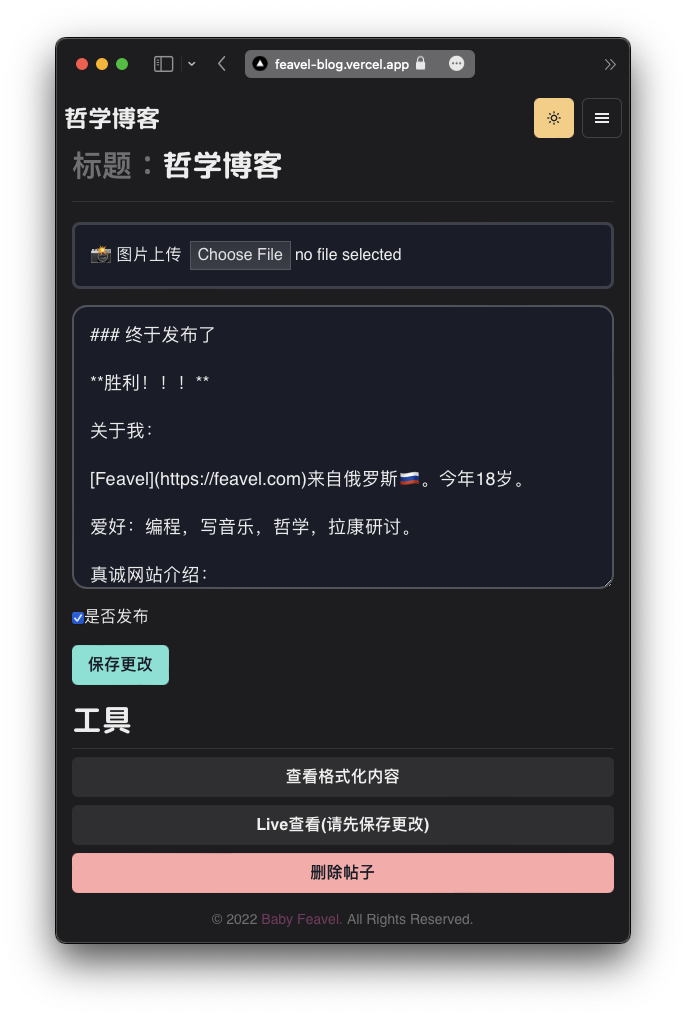 feavel-blog.vercel.app
哲学博客
标题：哲学博客
图片上传 Choose File no file selected
### 终于发布了
**胜利！！！**
关于我：
[Feavel](https://feavel.com)来自俄罗斯🇷🇺。今年18岁。
爱好：编程，写音乐，哲学，拉康研讨。
真诚网站介绍：
是否发布
保存更改
工具
查看格式化内容
Live查看(请先保存更改)
删除帖子
© 2022 Baby Feavel. All Rights Reserved.